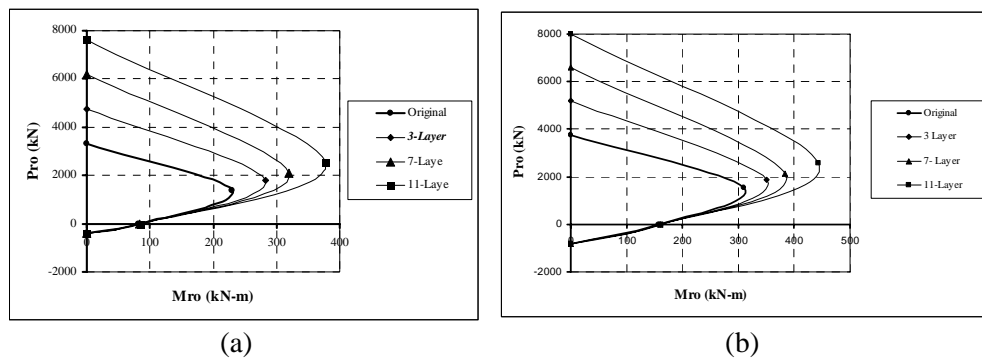 8000
6000
4000
2000
0
-2000
Pro (kN)
0 100 200 300 400
Mro (kN-m)
Original
3-Layer
7-Laye
11-Laye
(a)
8000
6000
4000
2000
0
-2000
Pro (kN)
0 100 200 300 400 500
Mro (kN-m)
Original
3 Layer
7- Layer
11-Layer
(b)